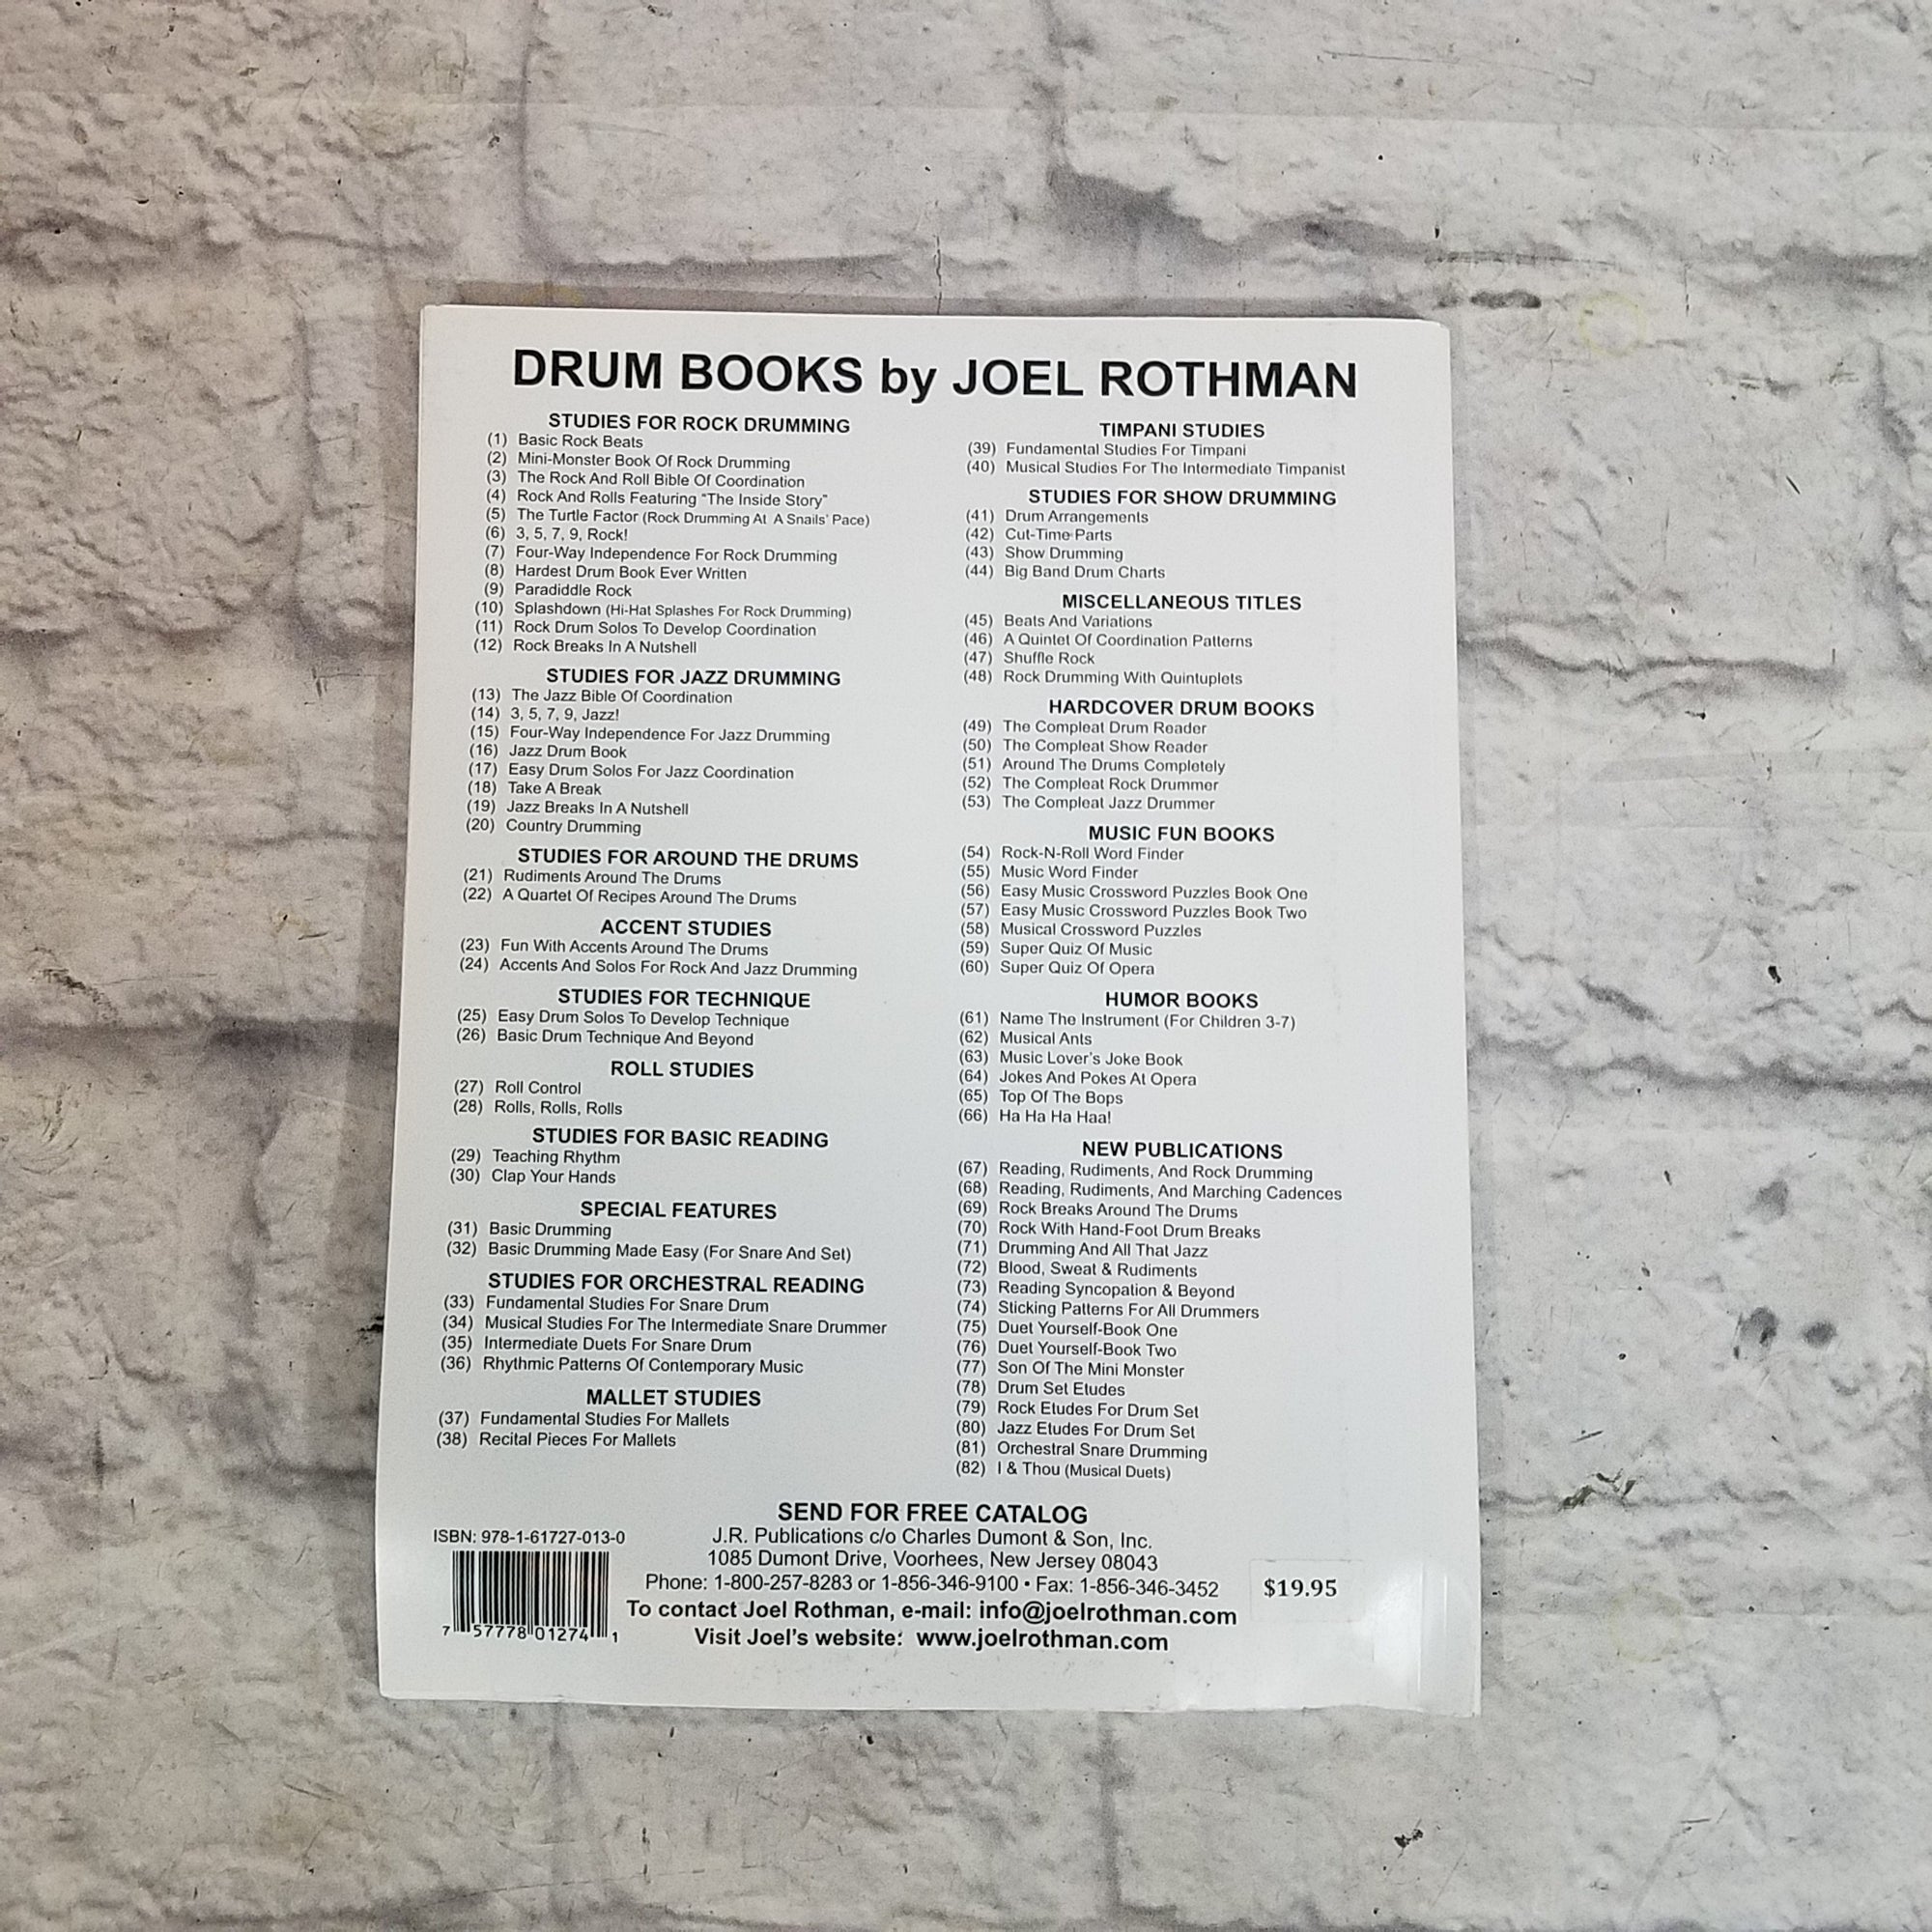 DRUM BOOKS by JOEL ROTHMAN
STUDIES FOR ROCK DRUMMING
(1) Basic Rock Beats
(2) Mini-Monster Book Of Rock Drumming
(3) The Rock And Roll Bible Of Coordination
(4) Rock And Rolls Featuring “The Inside Story”
(5) The Turtle Factor (Rock Drumming At A Snails’ Pace)
(6) 3, 5, 7, 9, Rock!
(7) Four-Way Independence For Rock Drumming
(8) Hardest Drum Book Ever Written
(9) Paradiddle Rock
(10) Splashdown (Hi-Hat Splashes For Rock Drumming)
(11) Rock Drum Solos To Develop Coordination
(12) Rock Breaks In A Nutshell
STUDIES FOR JAZZ DRUMMING
(13) The Jazz Bible Of Coordination
(14) 3, 5, 7, 9, Jazz!
(15) Four-Way Independence For Jazz Drumming
(16) Jazz Drum Book
(17) Easy Drum Solos For Jazz Coordination
(18) Take A Break
(19) Jazz Breaks In A Nutshell
(20) Country Drumming
STUDIES FOR AROUND THE DRUMS
(21) Rudiments Around The Drums
(22) A Quartet Of Recipes Around The Drums
ACCENT STUDIES
(23) Fun With Accents Around The Drums
(24) Accents And Solos For Rock And Jazz Drumming
STUDIES FOR TECHNIQUE
(25) Easy Drum Solos To Develop Technique
(26) Basic Drum Technique And Beyond
ROLL STUDIES
(27) Roll Control
(28) Rolls, Rolls, Rolls
STUDIES FOR BASIC READING
(29) Teaching Rhythm
(30) Clap Your Hands
SPECIAL FEATURES
(31) Basic Drumming
(32) Basic Drumming Made Easy (For Snare And Set)
STUDIES FOR ORCHESTRAL READING
(33) Fundamental Studies For Snare Drum
(34) Musical Studies For The Intermediate Snare Drummer
(35) Intermediate Duets For Snare Drum
(36) Rhythmic Patterns Of Contemporary Music
MALLET STUDIES
(37) Fundamental Studies For Mallets
(38) Recital Pieces For Mallets
TIMPANI STUDIES
(39) Fundamental Studies For Timpani
(40) Musical Studies For The Intermediate Timpanist
STUDIES FOR SHOW DRUMMING
(41) Drum Arrangements
(42) Cut-Time Parts
(43) Show Drumming
(44) Big Band Drum Charts
MISCELLANEOUS TITLES
(45) Beats And Variations
(46) A Quintet Of Coordination Patterns
(47) Shuffle Rock
(48) Rock Drumming With Quintuplets
HARDCOVER DRUM BOOKS
(49) The Compleat Drum Reader
(50) The Compleat Show Reader
(51) Around The Drums Completely
(52) The Compleat Rock Drummer
(53) The Compleat Jazz Drummer
MUSIC FUN BOOKS
(54) Rock-N-Roll Word Finder
(55) Music Word Finder
(56) Easy Music Crossword Puzzles Book One
(57) Easy Music Crossword Puzzles Book Two
(58) Musical Crossword Puzzles
(59) Super Quiz Of Music
(60) Super Quiz Of Opera
HUMOR BOOKS
(61) Name The Instrument (For Children 3-7)
(62) Musical Ants
(63) Music Lover’s Joke Book
(64) Jokes And Pokes At Opera
(65) Top Of The Bops
(66) Ha Ha Ha Haa!
NEW PUBLICATIONS
(67) Reading, Rudiments, And Rock Drumming
(68) Reading, Rudiments, And Marching Cadences
(69) Rock Breaks Around The Drums
(70) Rock With Hand-Foot Drum Breaks
(71) Drumming And All That Jazz
(72) Blood, Sweat & Rudiments
(73) Reading Syncopation & Beyond
(74) Sticking Patterns For All Drummers
(75) Duet Yourself-Book One
(76) Duet Yourself-Book Two
(77) Son Of The Mini Monster
(78) Drum Set Etudes
(79) Rock Etudes For Drum Set
(80) Jazz Etudes For Drum Set
(81) Orchestral Snare Drumming
(82) I & Thou (Musical Duets)
SEND FOR FREE CATALOG
J.R. Publications c/o Charles Dumont & Son, Inc.
1085 Dumont Drive, Voorhees, New Jersey 08043
Phone: 1-800-257-8283 or 1-856-346-9100 • Fax: 1-856-346-3452
To contact Joel Rothman, e-mail: info@joelrothman.com
Visit Joel’s website: www.joelrothman.com
ISBN: 978-1-61727-013-0
7 57778 01274 1
$19.95